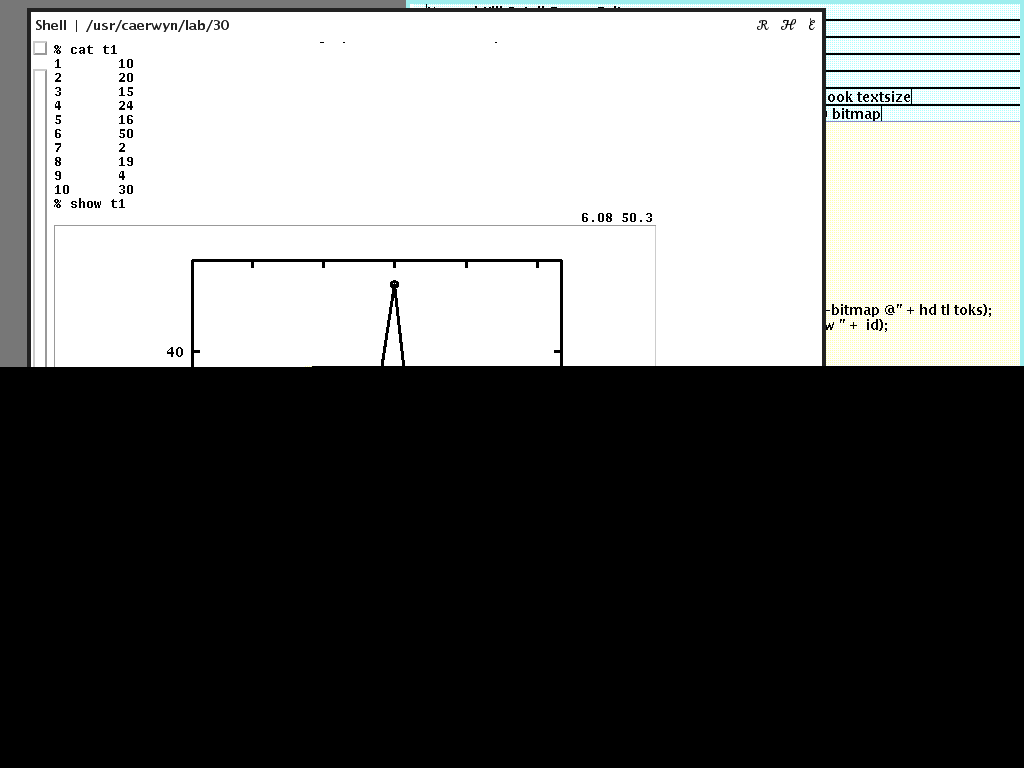 Shell | /usr/caerwyn/lab/30
% cat t1
1 10
2 20
3 15
4 24
5 16
6 50
7 2
8 19
9 4
10 30
% show t1
6.08 50.3
40
ook textsize
bitmap
-bitmap @" + hd tl toks);
w " + id);